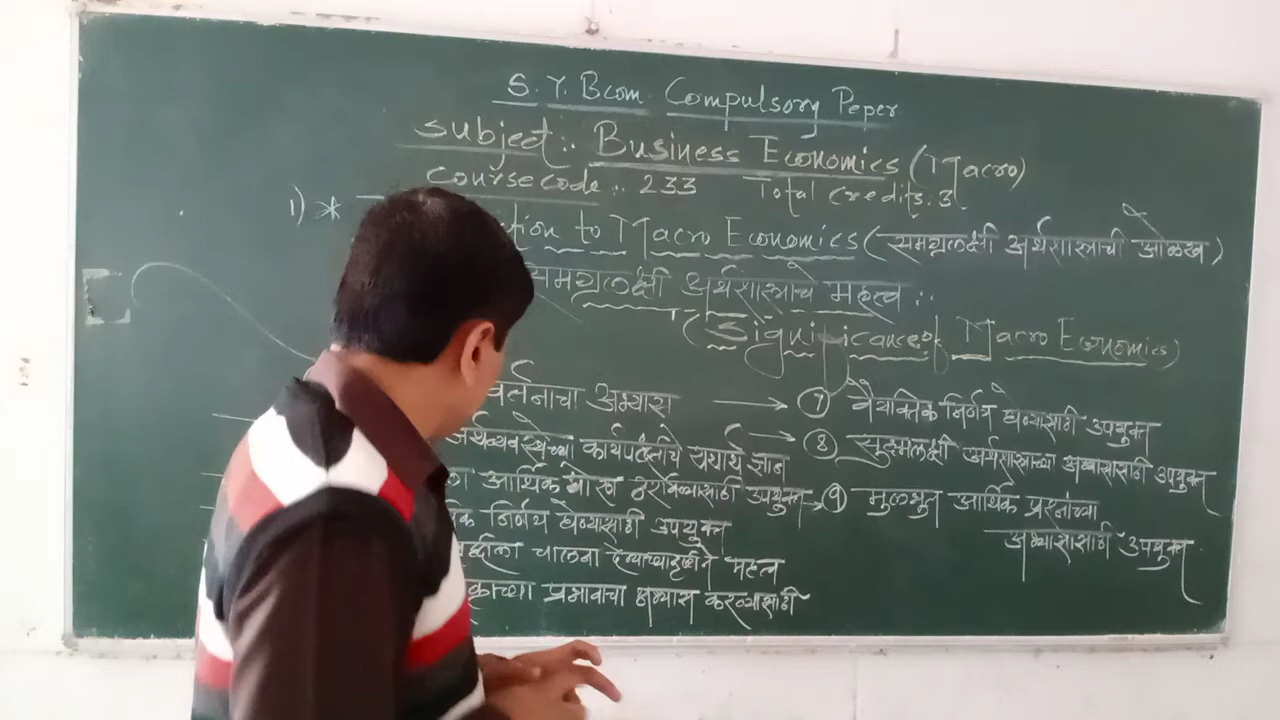 S.Y. Bcom. Compulsory Peper
Subject:. Business Economics (Macro)
Course code :. 233 Total Credits. 3
1) * tion to Macro Economics (समग्रलक्षी अर्थशास्त्राची ओळख)
समग्रलक्षी अर्थशास्त्राचे महत्व :.
(Significance of Macro Economics)
वर्तनाचा अभ्यास
अर्थव्यवस्थेच्या कार्यपद्धतीचे यथार्थ ज्ञान
आर्थिक धोरण ठरविण्यासाठी उपयुक्त
निर्णय घेण्यासाठी उपयुक्त
चालना देण्याच्यादृष्टीने महत्व
प्रभावाचा अभ्यास करण्यासाठी
→ 7 वैयक्तिक निर्णय घेण्यासाठी उपयुक्त
→ 8 सूक्ष्मलक्षी अर्थशास्त्राच्या अभ्यासासाठी उपयुक्त
→ 9 मुलभुत आर्थिक प्रश्नांच्या
अभ्यासासाठी उपयुक्त